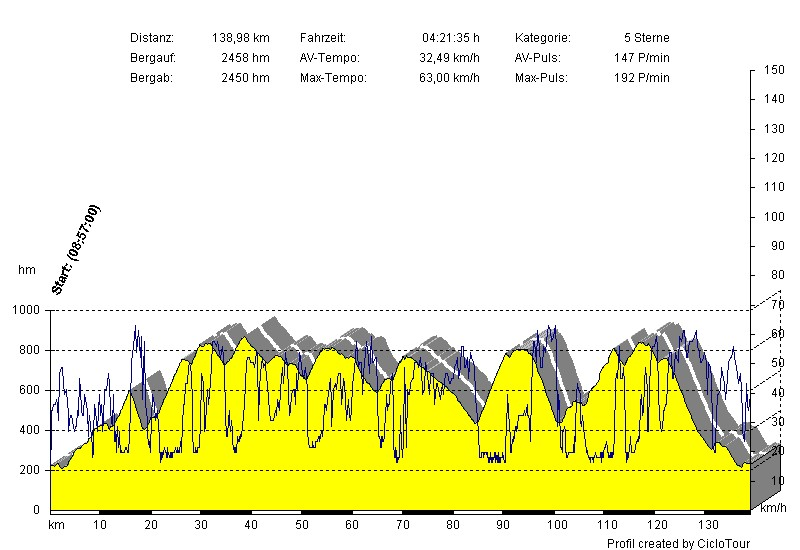 Distanz: 138,98 km Fahrzeit: 04:21:35 h Kategorie: 5 Sterne
Bergauf: 2458 hm AV-Tempo: 32,49 km/h AV-Puls: 147 P/min
Bergab: 2450 hm Max-Tempo: 63,00 km/h Max-Puls: 192 P/min
150
140
130
120
110
100
90
80
Start: (08:57:00)
hm
1000
70
60
800
50
600
40
400
30
200
20
10
0
km/h
km 10 20 30 40 50 60 70 80 90 100 110 120 130
Profil created by CicloTour